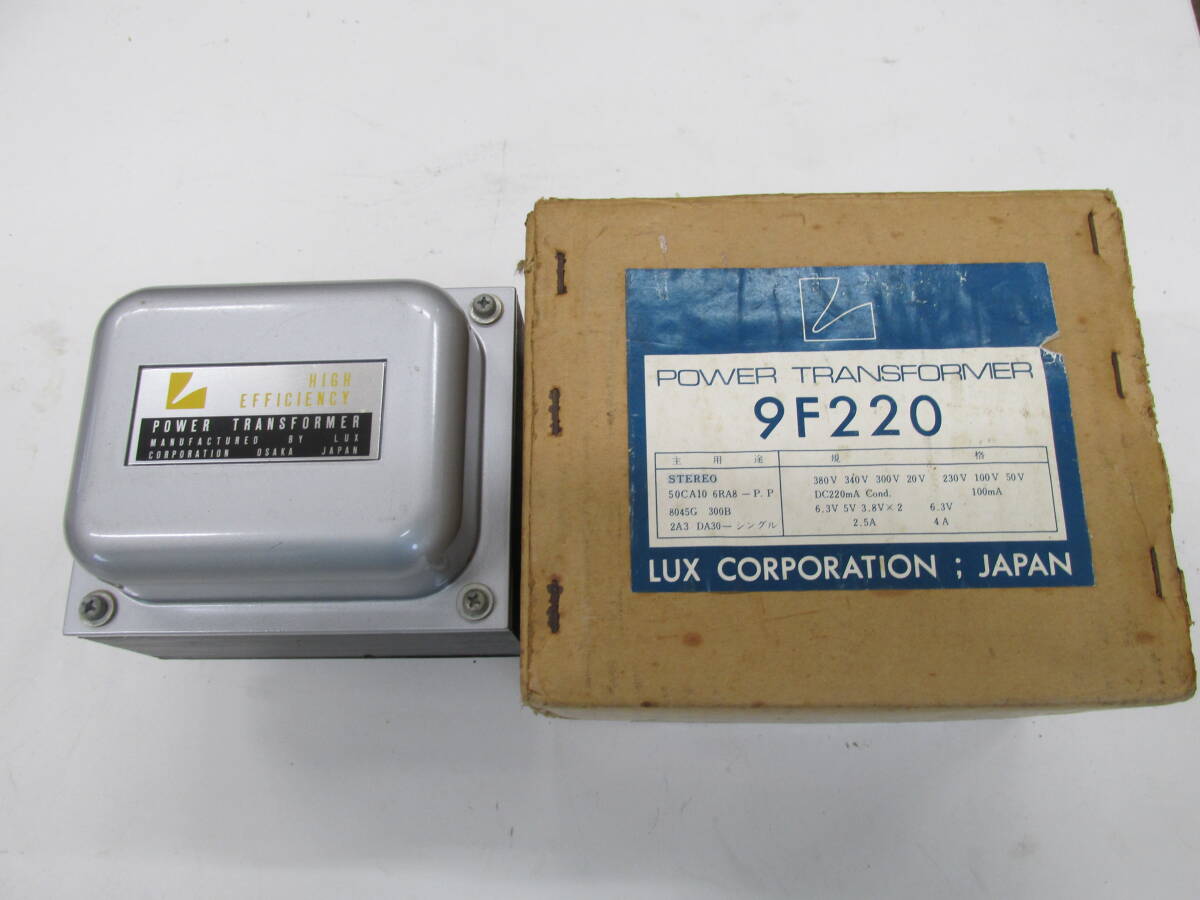 HIGH
EFFICIENCY
POWER TRANSFORMER
MANUFACTURED BY LUX
CORPORATION OSAKA JAPAN
POWER TRANSFORMER
9F220
主用途 規格
STEREO 380V 340V 300V 20V 230V 100V 50V
50CA10 6RA8-P.P DC220mA Cond. 100mA
8045G 300B 6.3V 5V 3.8V×2 6.3V
2A3 DA30-シングル 2.5A 4A
LUX CORPORATION ; JAPAN